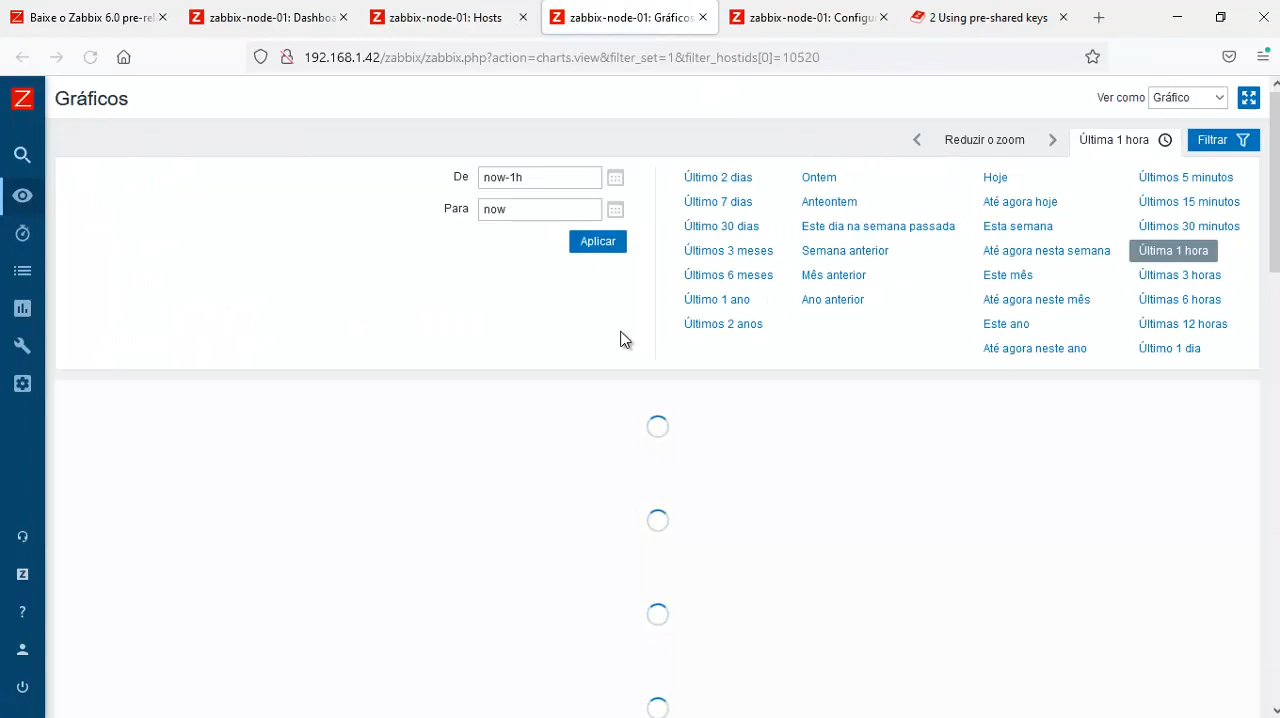 Baixe o Zabbix 6.0 pre-rel
zabbix-node-01: Dashboa
zabbix-node-01: Hosts
zabbix-node-01: Gráficos
zabbix-node-01: Configu
2 Using pre-shared keys
192.168.1.42/zabbix/zabbix.php?action=charts.view&filter_set=1&filter_hostids[0]=10520
Gráficos
Ver como Gráfico
Reduzir o zoom
Última 1 hora
Filtrar
De now-1h
Para now
Aplicar
Último 2 dias Ontem Hoje Últimos 5 minutos
Último 7 dias Anteontem Até agora hoje Últimos 15 minutos
Último 30 dias Este dia na semana passada Esta semana Últimos 30 minutos
Últimos 3 meses Semana anterior Até agora nesta semana Última 1 hora
Últimos 6 meses Mês anterior Este mês Últimas 3 horas
Último 1 ano Ano anterior Até agora neste mês Últimas 6 horas
Últimos 2 anos Este ano Últimas 12 horas
Até agora neste ano Último 1 dia